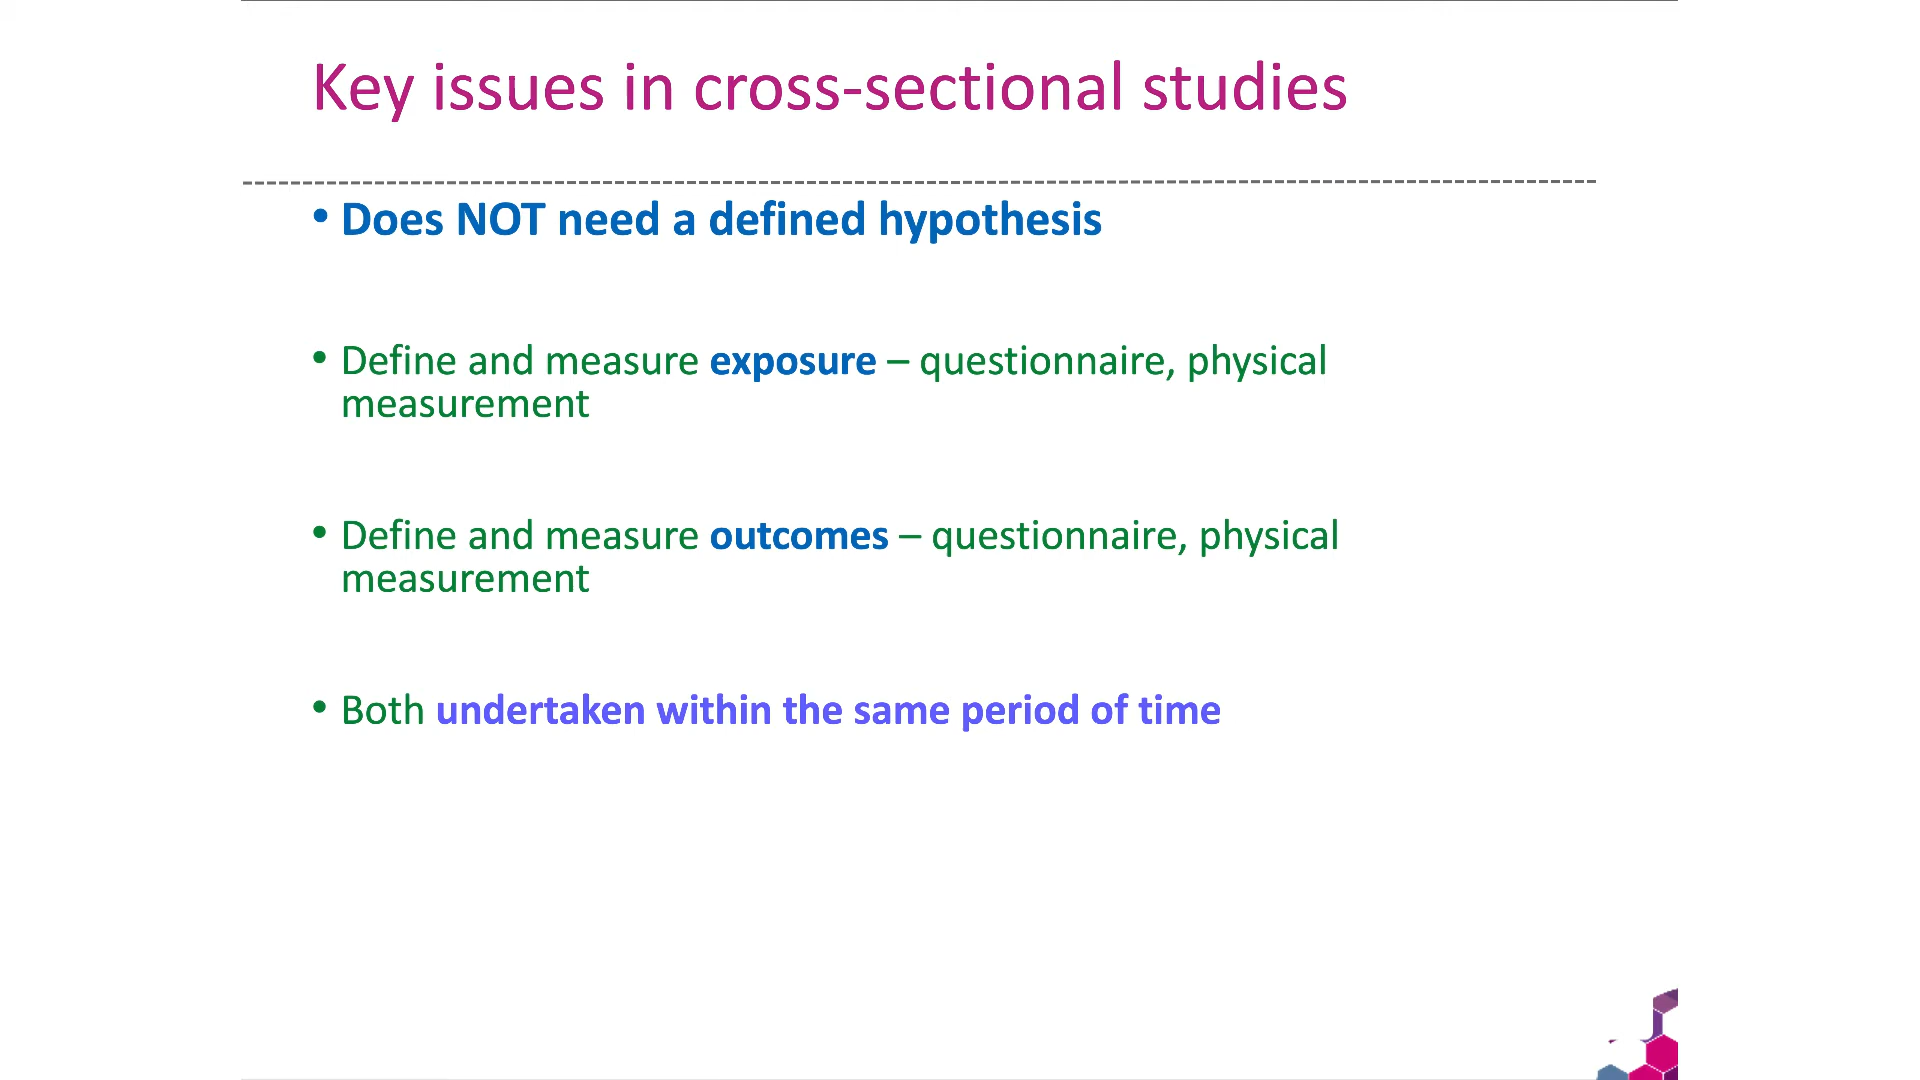 Key issues in cross-sectional studies
• Does NOT need a defined hypothesis
• Define and measure exposure – questionnaire, physical
measurement
• Define and measure outcomes – questionnaire, physical
measurement
• Both undertaken within the same period of time